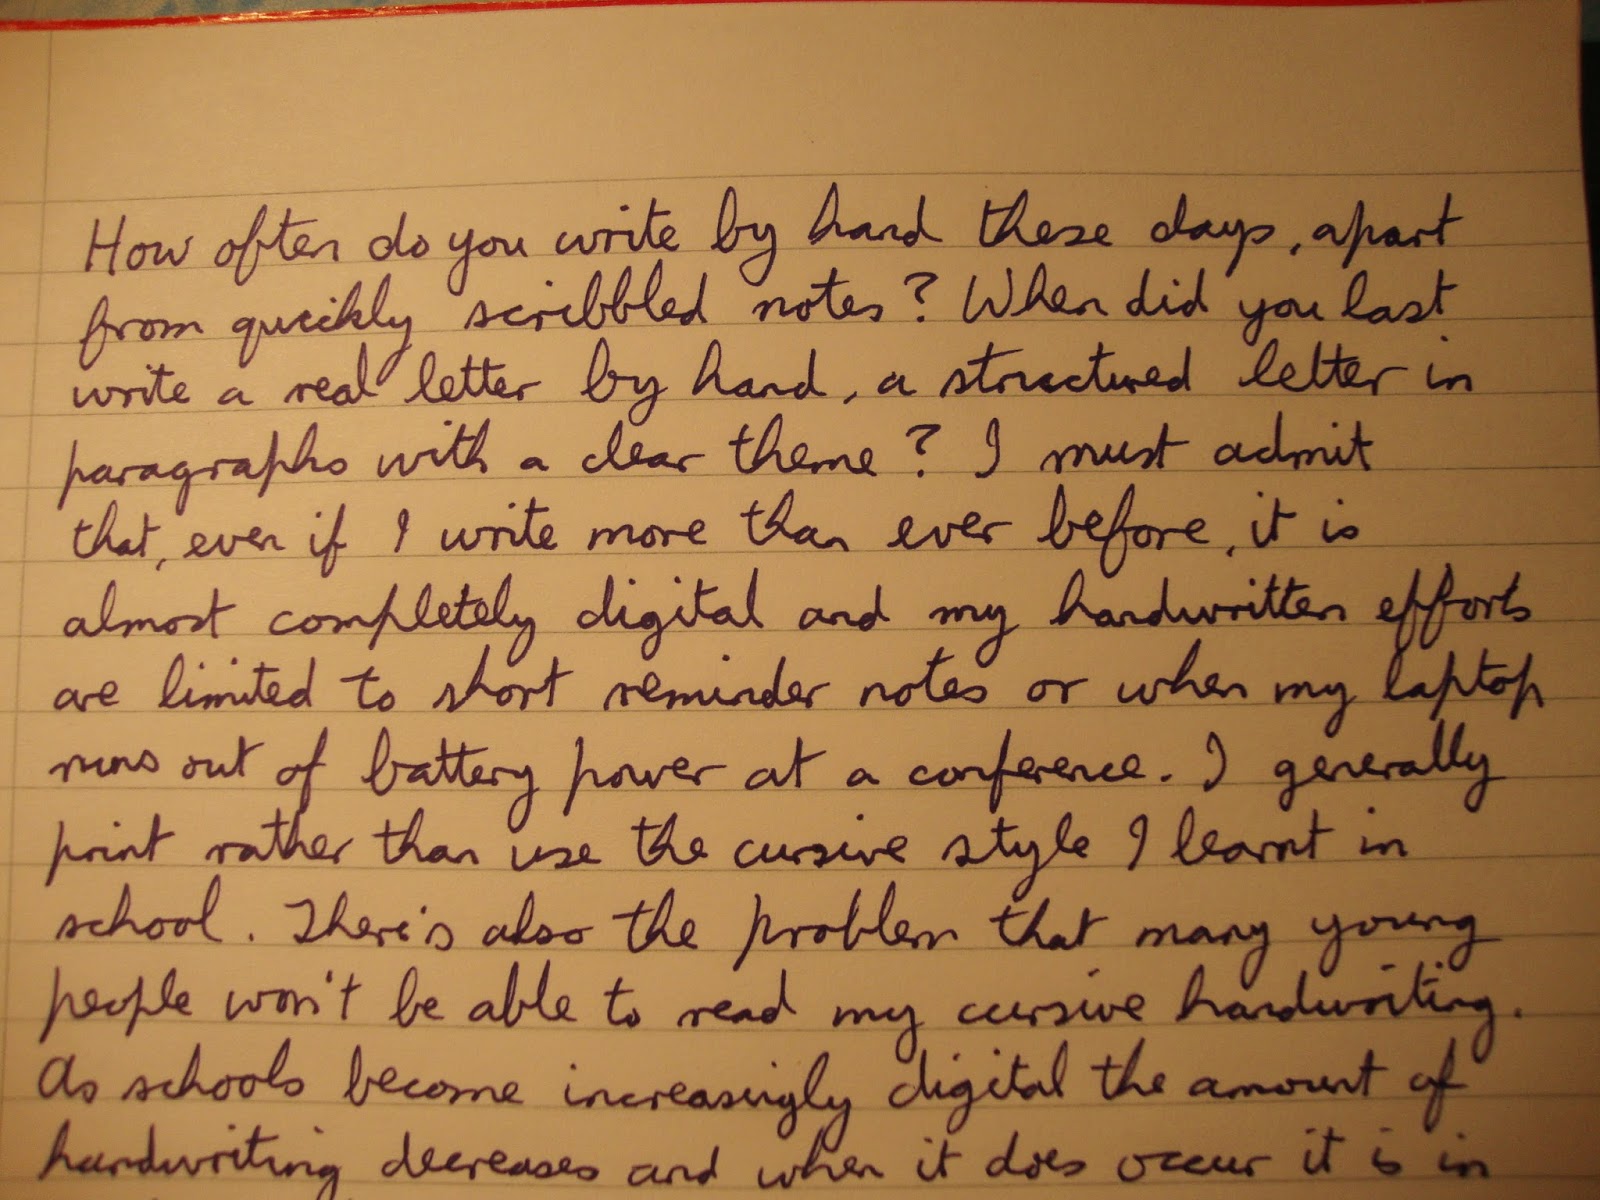 How often do you write by hand these days, apart
from quickly scribbled notes? When did you last
write a real letter by hand, a structured letter in
paragraphs with a clear theme? I must admit
that, even if I write more than ever before, it is
almost completely digital and my handwritten efforts
are limited to short reminder notes or when my laptop
runs out of battery power at a conference. I generally
print rather than use the cursive style I learnt in
school. There's also the problem that many young
people won't be able to read my cursive handwriting.
As schools become increasingly digital the amount of
handwriting decreases and when it does occur it is in